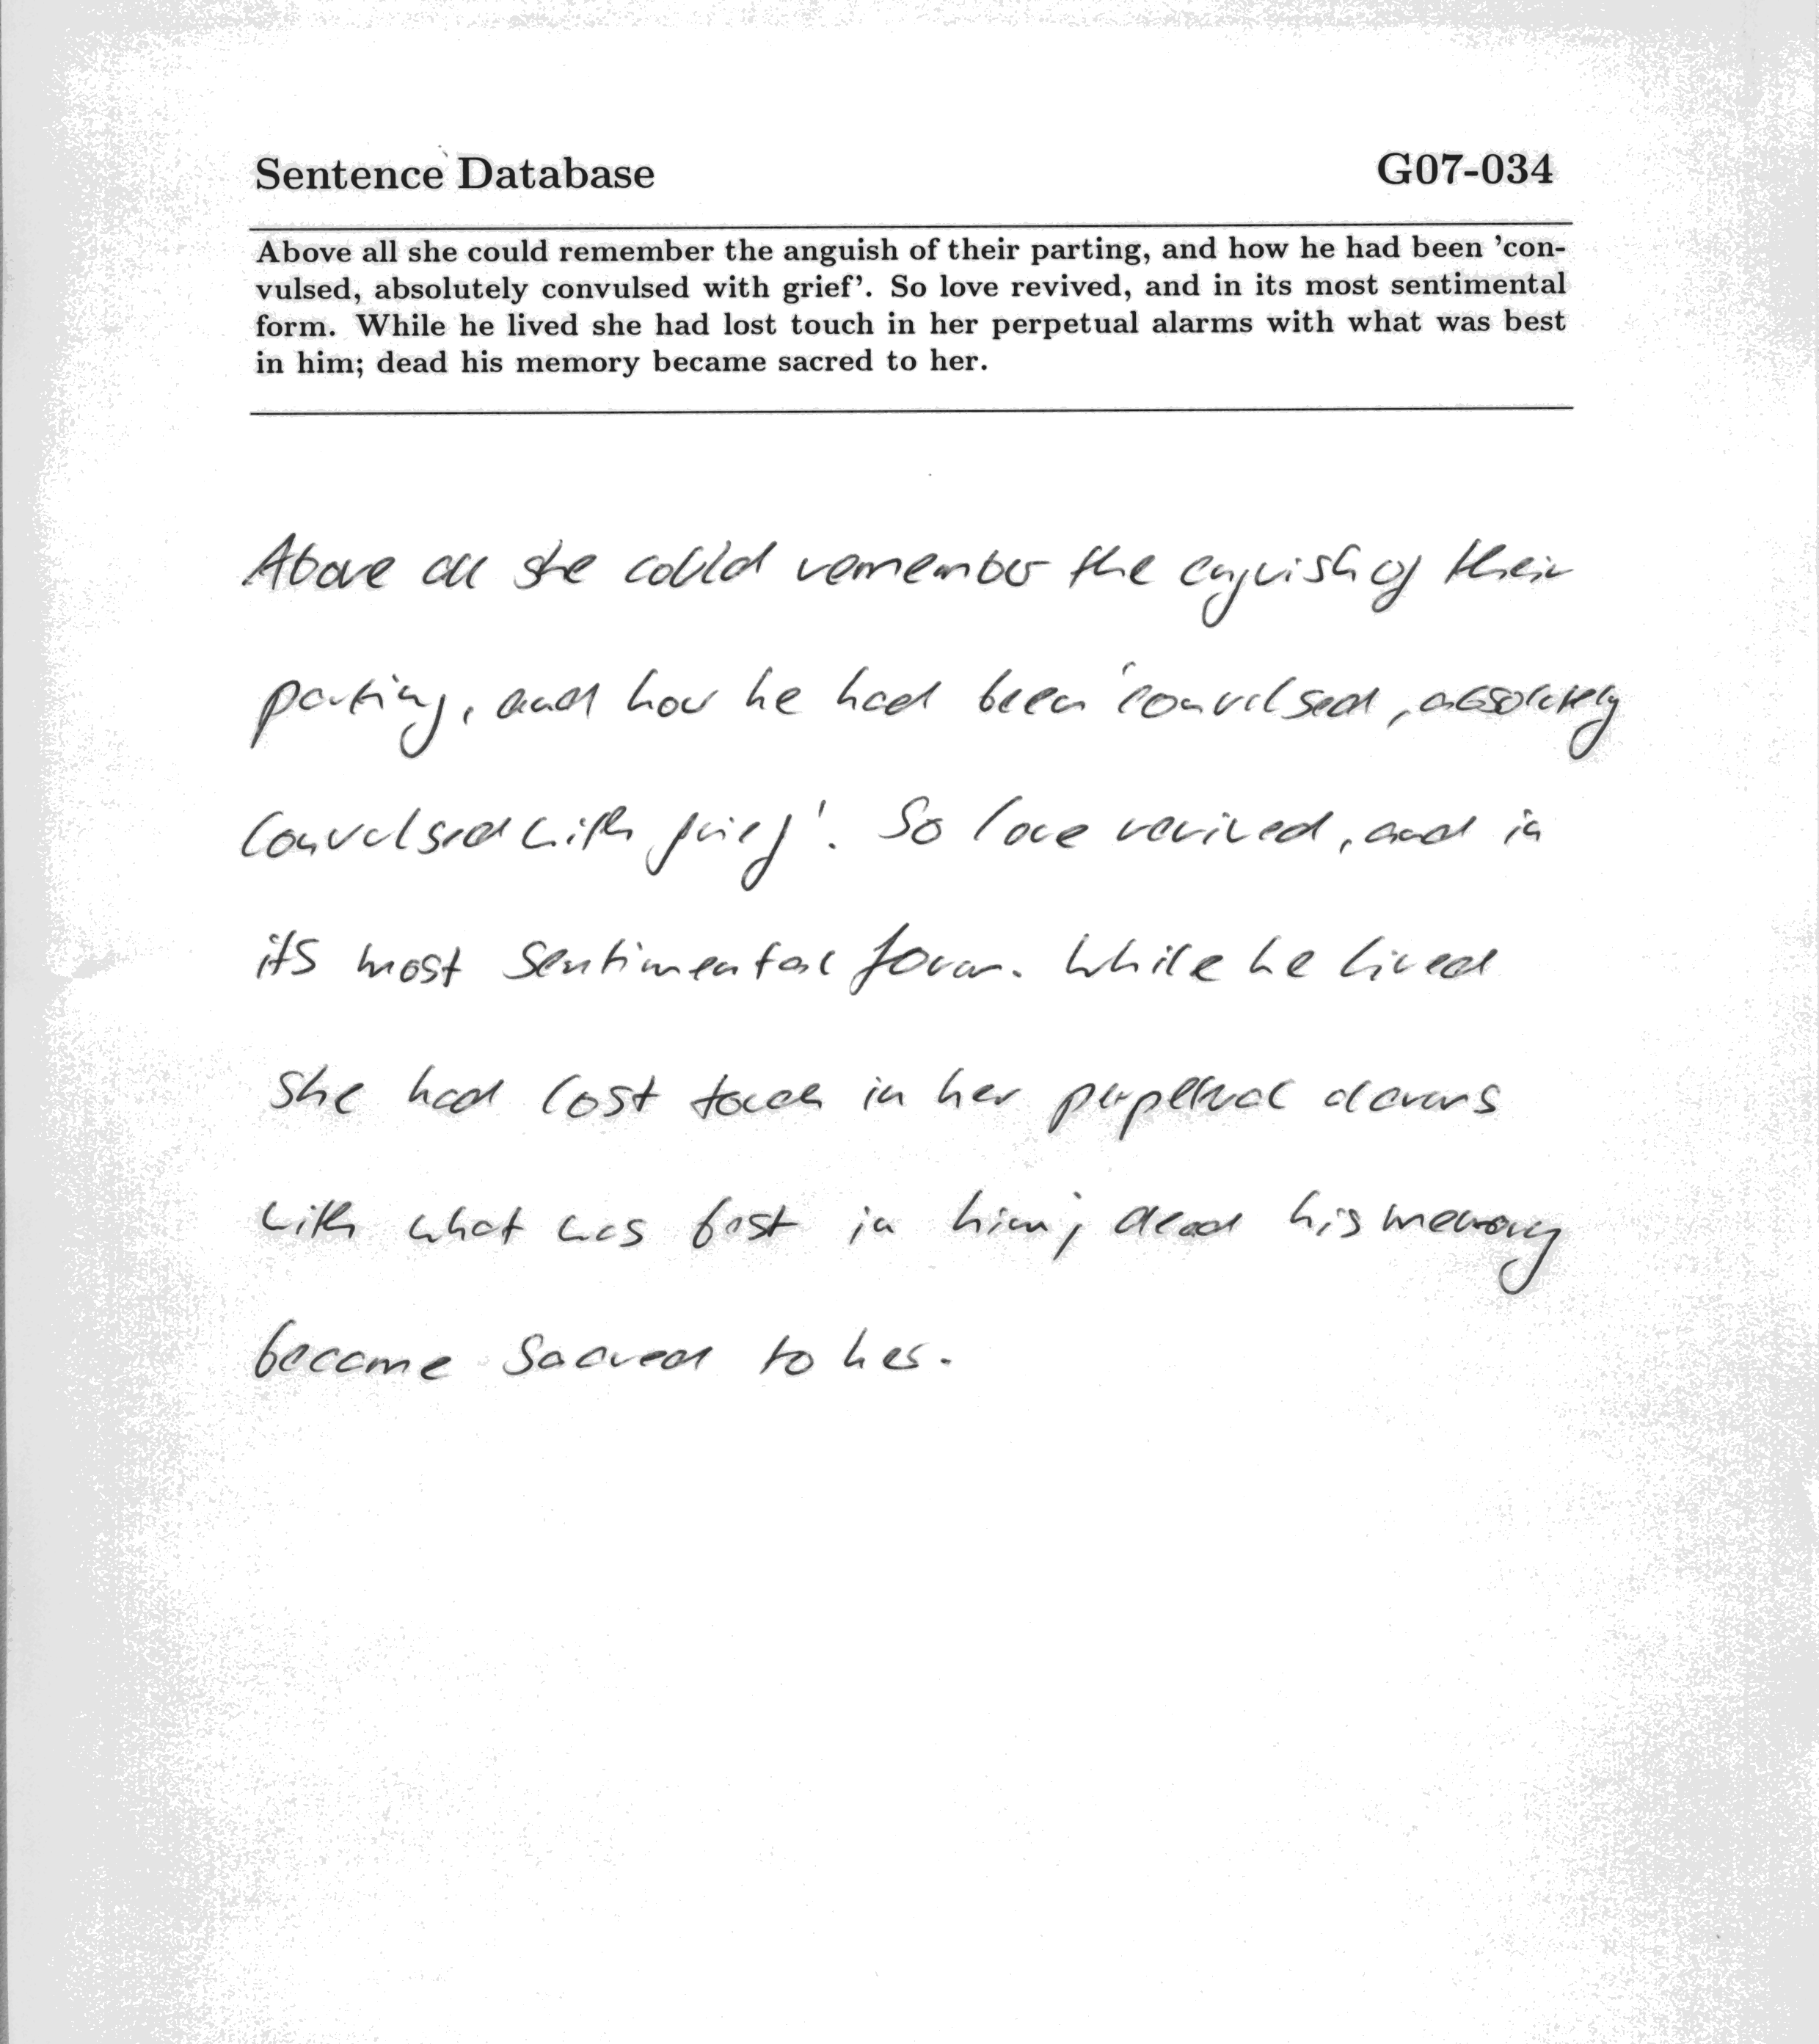 Sentence Database G07-034
Above all she could remember the anguish of their parting, and how he had been 'con-
vulsed, absolutely convulsed with grief'. So love revived, and in its most sentimental
form. While he lived she had lost touch in her perpetual alarms with what was best
in him; dead his memory became sacred to her.
Above all she could remember the anguish of their
parting, and how he had been 'convulsed, absolutely
convulsed with grief'. So love revived, and in
its most sentimental form. While he lived
she had lost touch in her perpetual alarms
with what was best in him; dead his memory
became sacred to her.